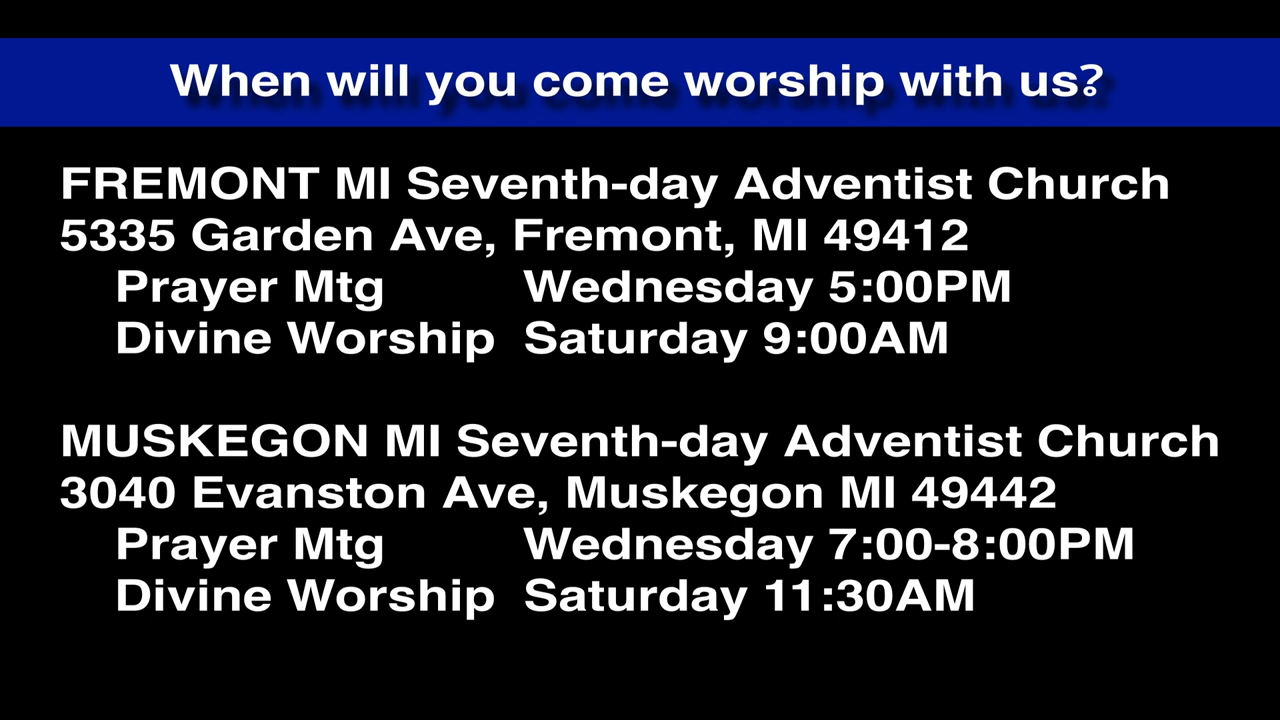 When will you come worship with us?
FREMONT MI Seventh-day Adventist Church
5335 Garden Ave, Fremont, MI 49412
Prayer Mtg Wednesday 5:00PM
Divine Worship Saturday 9:00AM
MUSKEGON MI Seventh-day Adventist Church
3040 Evanston Ave, Muskegon MI 49442
Prayer Mtg Wednesday 7:00-8:00PM
Divine Worship Saturday 11:30AM